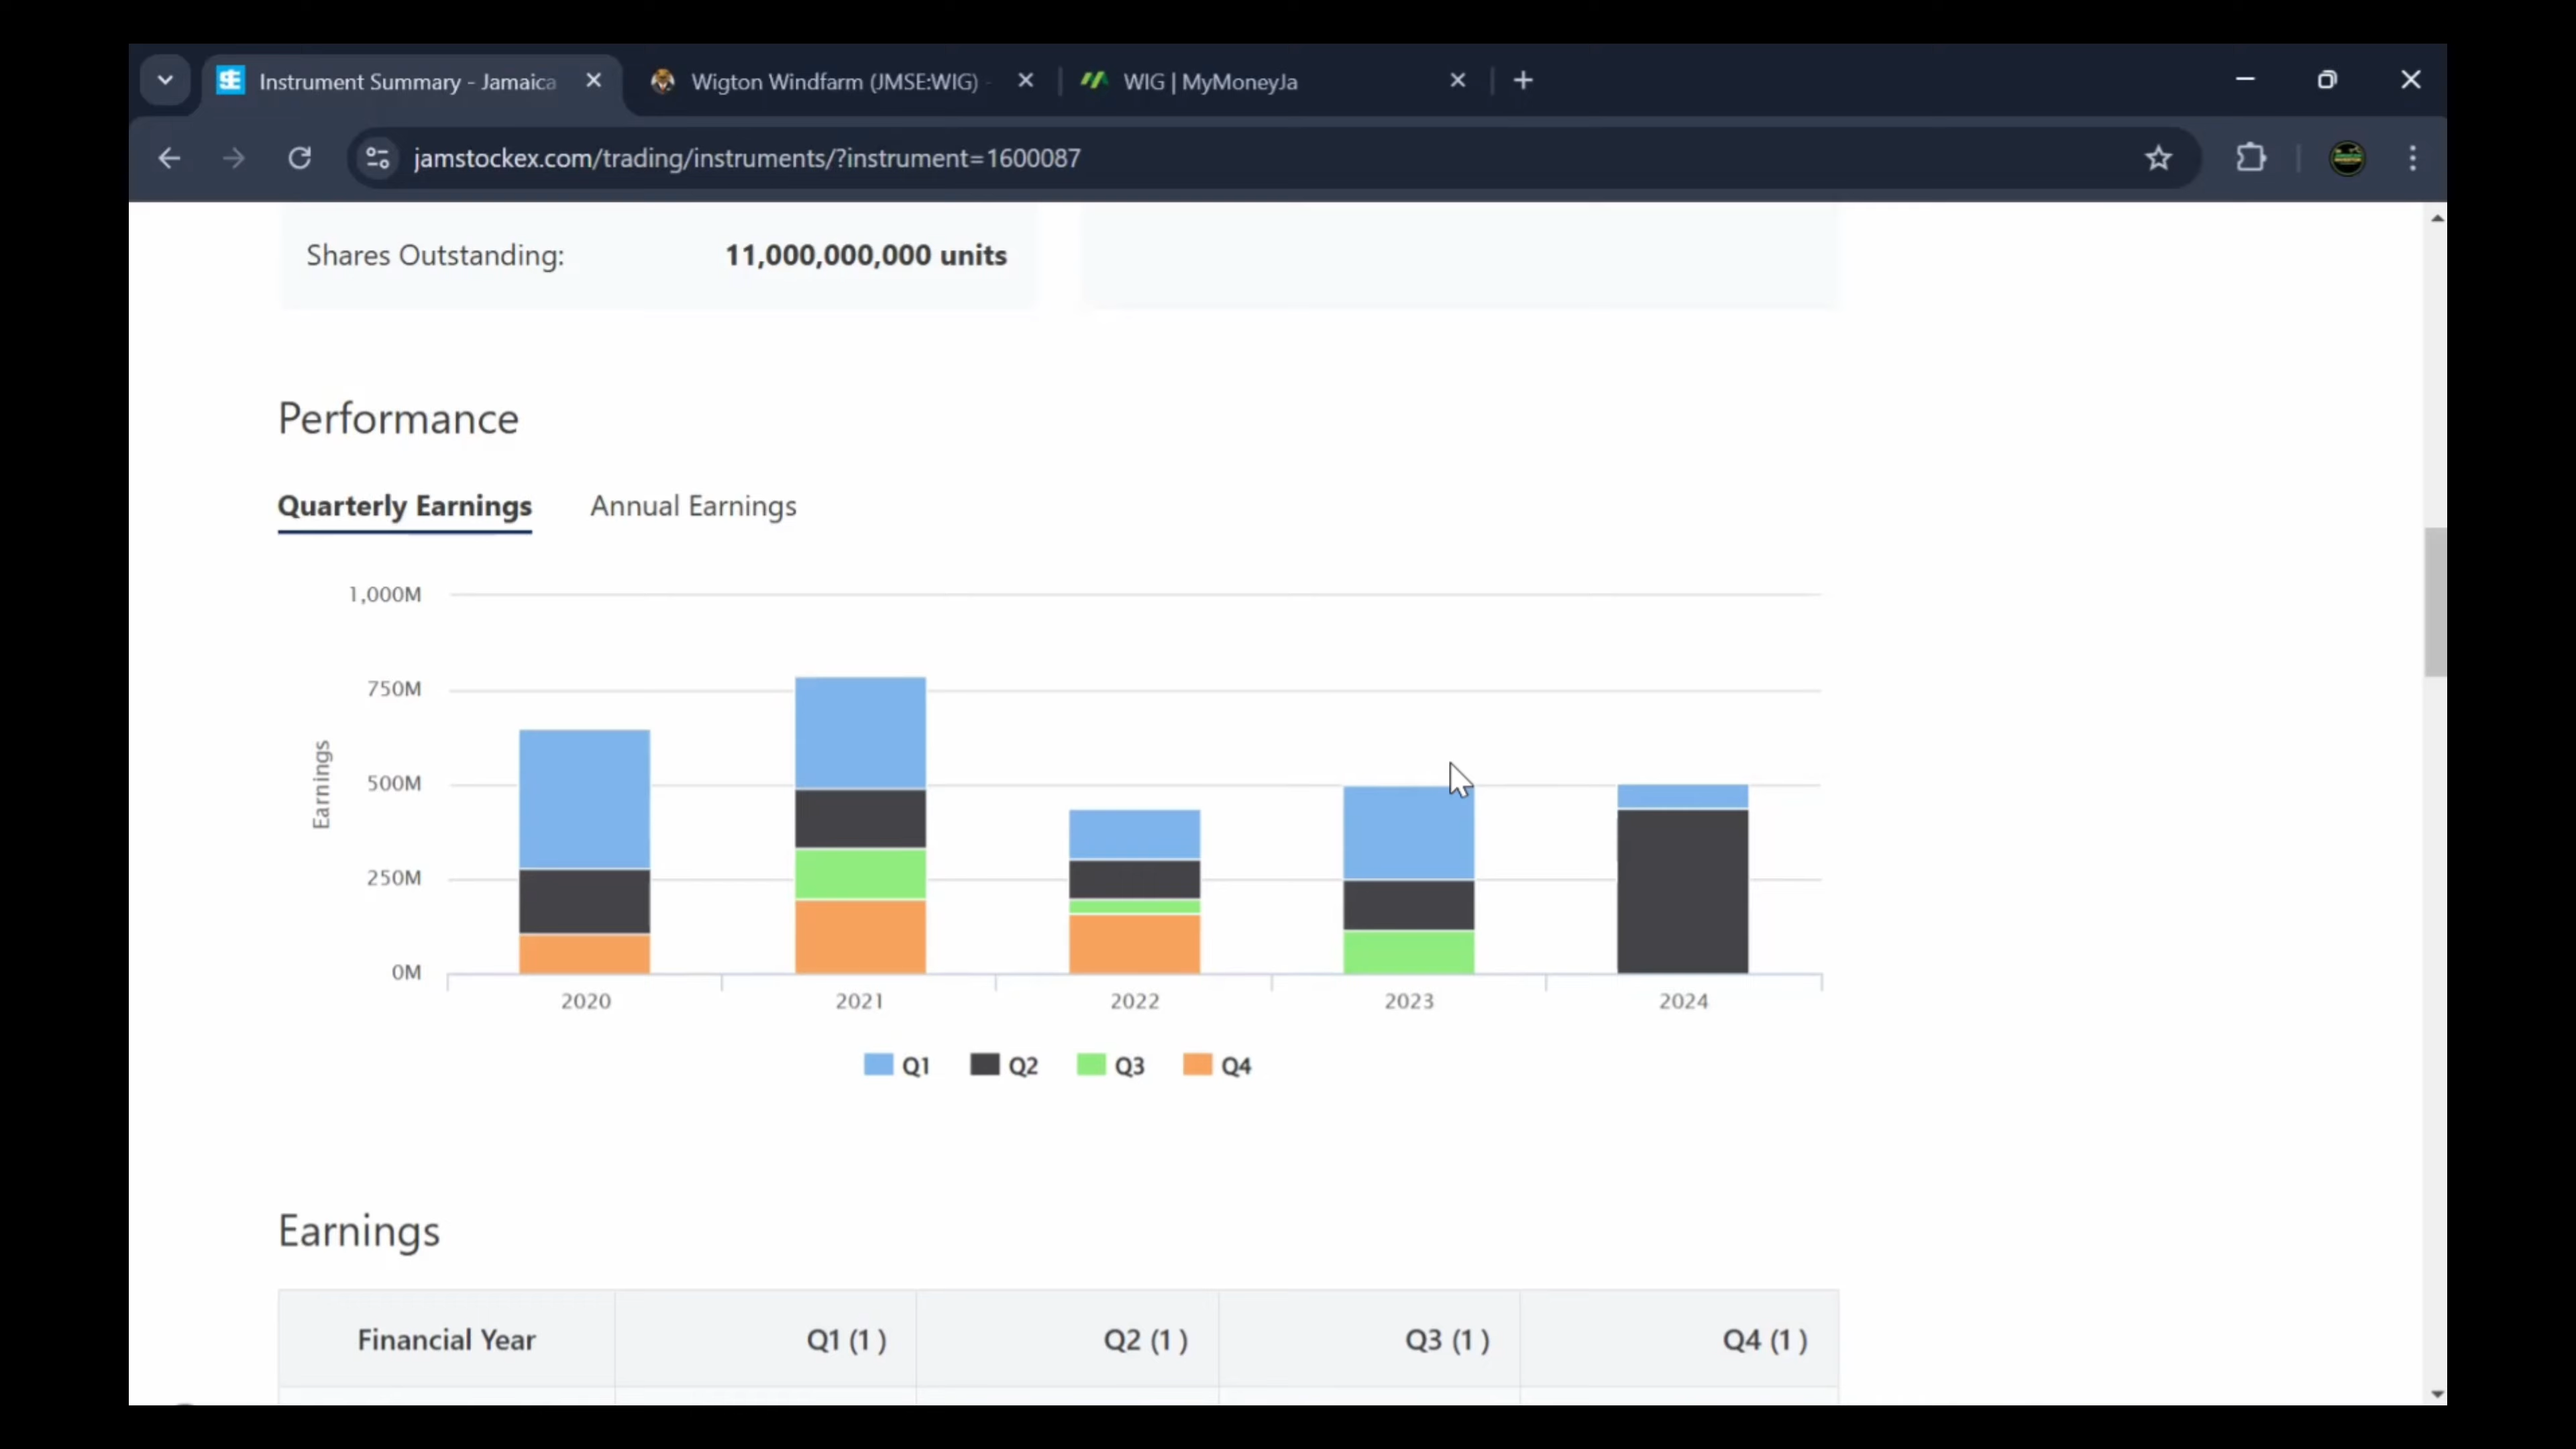 Instrument Summary - Jamaica
Wigton Windfarm (JMSE:WIG) -
WIG | MyMoneyJa
jamstockex.com/trading/instruments/?instrument=1600087
Shares Outstanding: 11,000,000,000 units
Performance
Quarterly Earnings Annual Earnings
1,000M
750M
500M
250M
0M
Earnings
2020 2021 2022 2023 2024
Q1 Q2 Q3 Q4
Earnings
Financial Year Q1 (1 ) Q2 (1 ) Q3 (1 ) Q4 (1 )